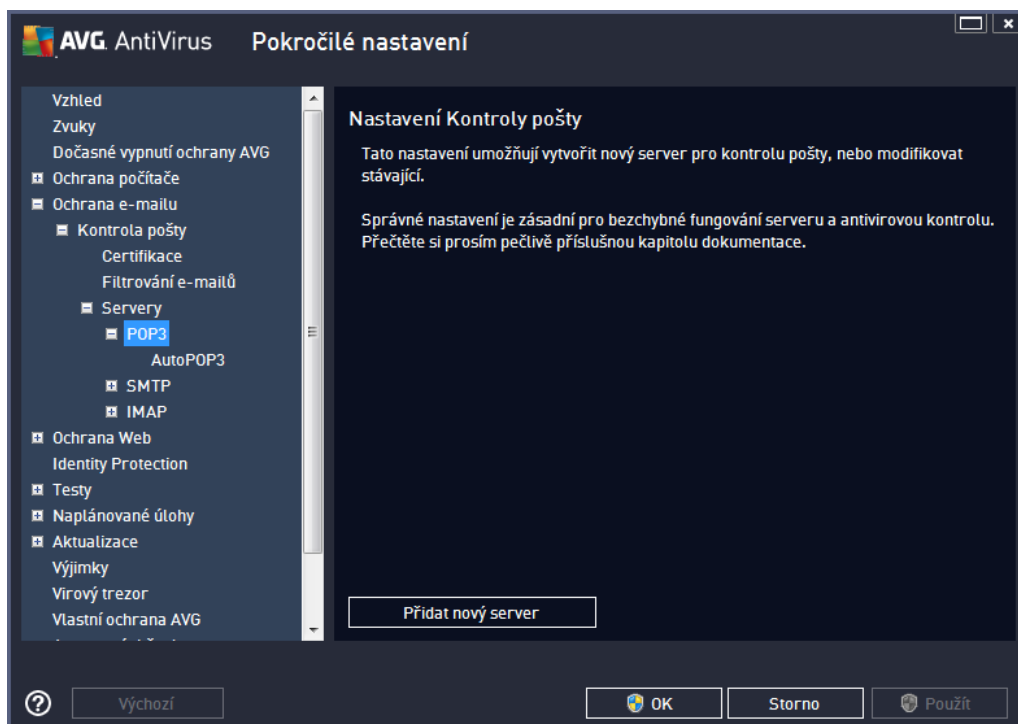 AVG. AntiVirus Pokročilé nastavení
Vzhled
Zvuky
Dočasné vypnutí ochrany AVG
Ochrana počítače
Ochrana e-mailu
Kontrola pošty
Certifikace
Filtrování e-mailů
Servery
POP3
AutoPOP3
SMTP
IMAP
Ochrana Web
Identity Protection
Testy
Naplánované úlohy
Aktualizace
Výjimky
Virový trezor
Vlastní ochrana AVG
Nastavení Kontroly pošty
Tato nastavení umožňují vytvořit nový server pro kontrolu pošty, nebo modifikovat
stávající.
Správné nastavení je zásadní pro bezchybné fungování serveru a antivirovou kontrolu.
Přečtěte si prosím pečlivě příslušnou kapitolu dokumentace.
Přidat nový server
Výchozí
OK
Storno
Použít